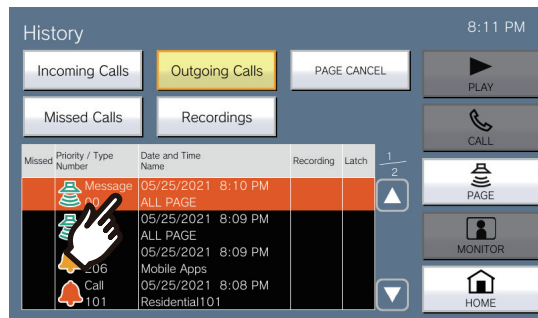 History
8:11 PM
Incoming Calls
Outgoing Calls
PAGE CANCEL
PLAY
Missed Calls
Recordings
CALL
Missed
Priority / Type
Number
Date and Time
Name
Recording
Latch
1
2
Message
05/25/2021 8:10 PM
00
ALL PAGE
PAGE
05/25/2021 8:09 PM
ALL PAGE
05/25/2021 8:09 PM
206
Mobile Apps
MONITOR
Call
05/25/2021 8:08 PM
101
Residential101
HOME